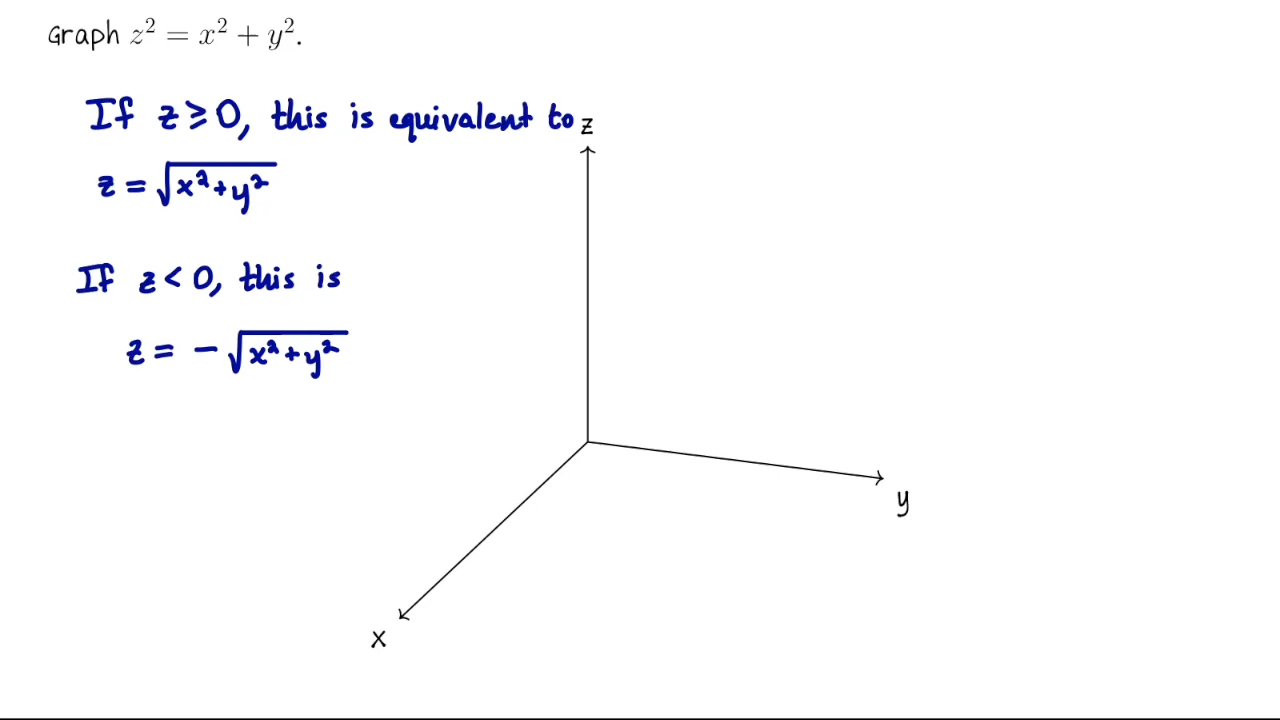 Graph z² = x² + y².
If z ≥ 0, this is equivalent to
z = √(x²+y²)
If z < 0, this is
z = -√(x²+y²)
z
y
x